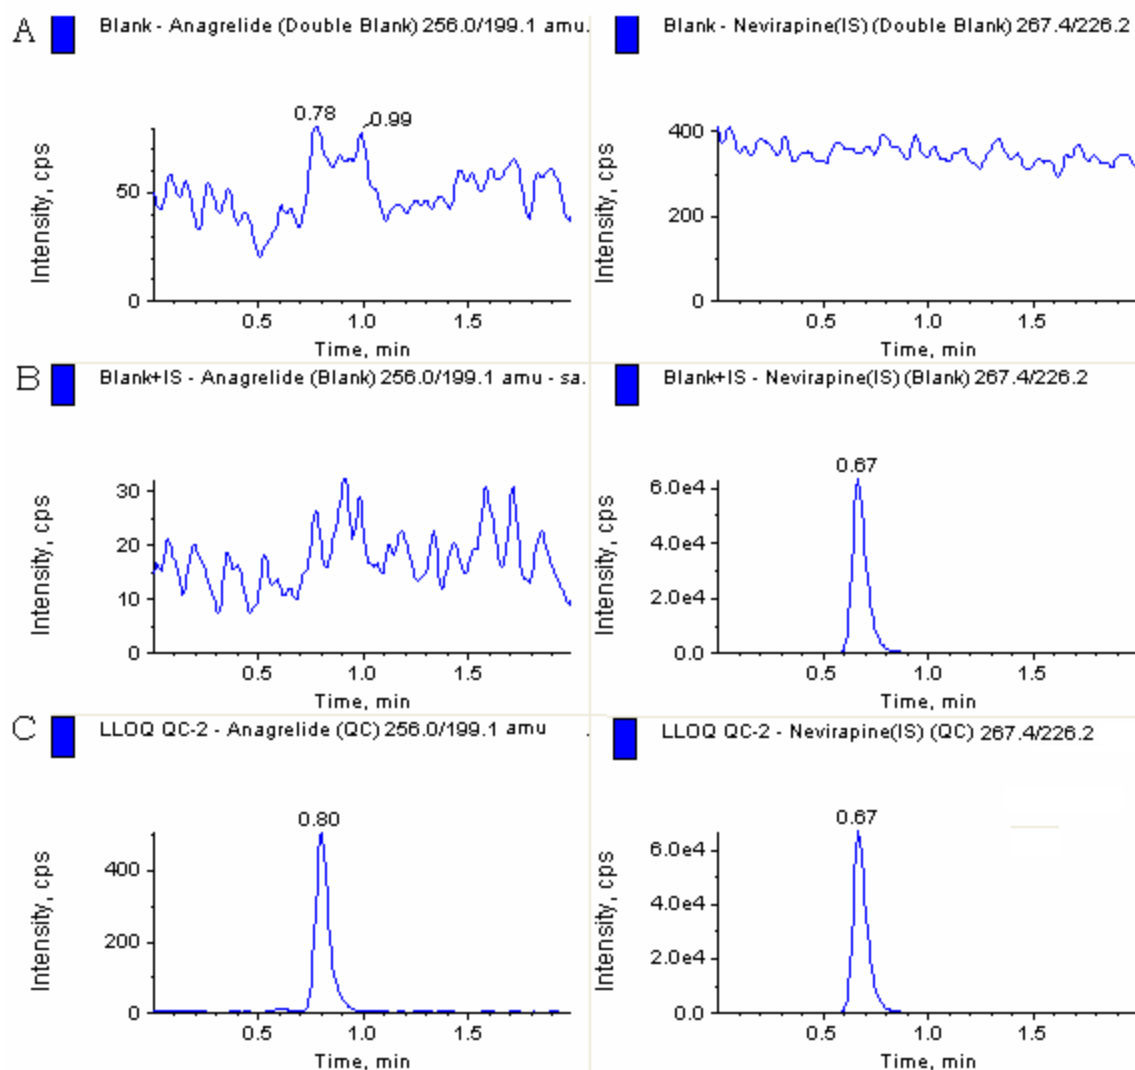 A
Blank - Anagrelide (Double Blank) 256.0/199.1 amu.
Intensity, cps
50
0
0.78
0.99
0.5
1.0
1.5
Time, min
Blank - Nevirapine(IS) (Double Blank) 267.4/226.2
Intensity, cps
400
200
0
0.5
1.0
1.5
Time, min
B
Blank+IS - Anagrelide (Blank) 256.0/199.1 amu - sa.
Intensity, cps
30
20
10
0
0.5
1.0
1.5
Time, min
Blank+IS - Nevirapine(IS) (Blank) 267.4/226.2
Intensity, cps
6.0e4
4.0e4
2.0e4
0.0
0.67
0.5
1.0
1.5
Time, min
C
LLOQ QC-2 - Anagrelide (QC) 256.0/199.1 amu .
Intensity, cps
400
200
0
0.80
0.5
1.0
1.5
Time, min
LLOQ QC-2 - Nevirapine(IS) (QC) 267.4/226.2
Intensity, cps
6.0e4
4.0e4
2.0e4
0.0
0.67
0.5
1.0
1.5
Time, min